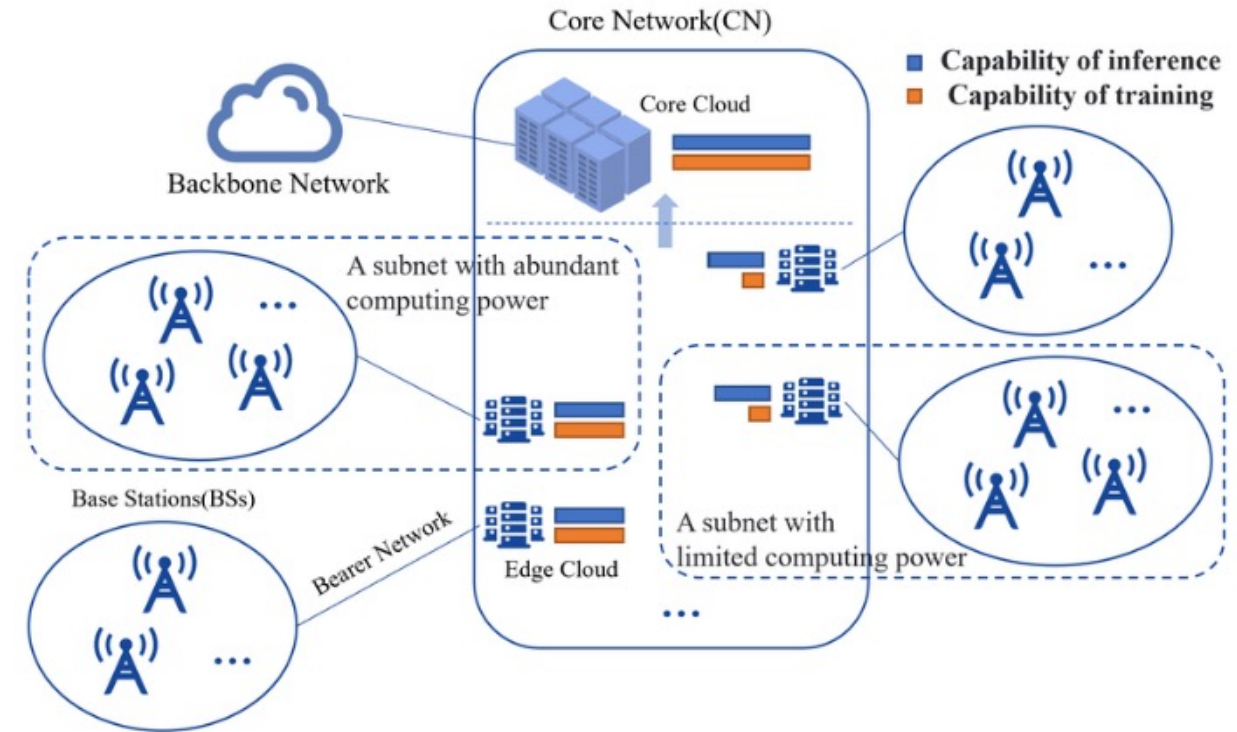 Core Network(CN)
Capability of inference
Capability of training
Core Cloud
Backbone Network
A subnet with abundant
computing power
Base Stations(BSs)
Bearer Network
Edge Cloud
A subnet with
limited computing power